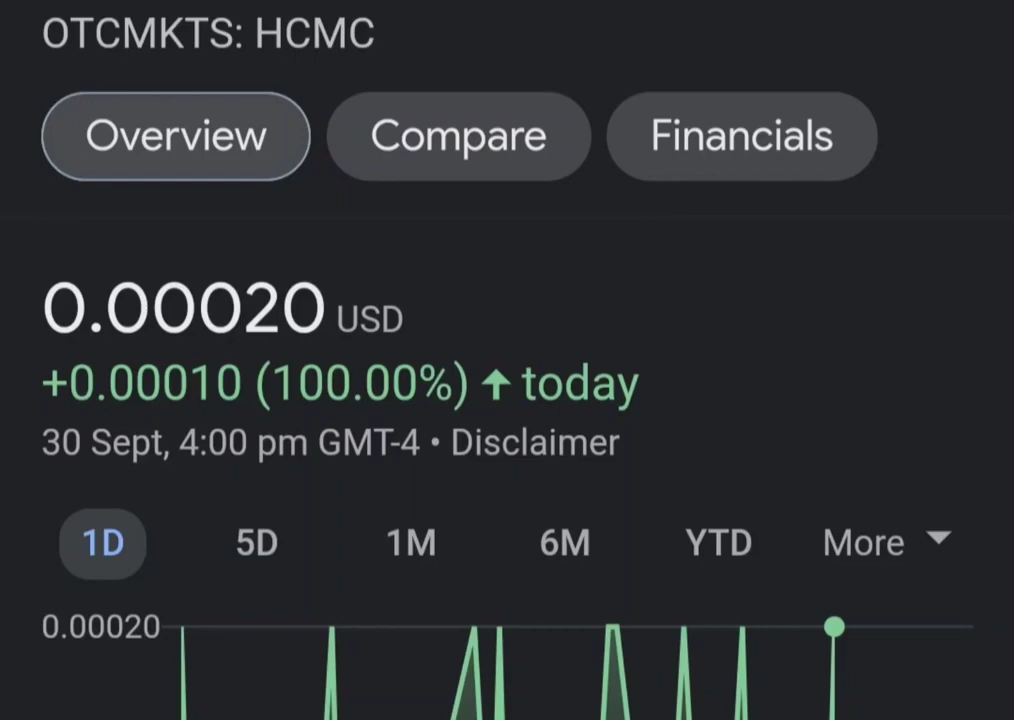 OTCMKTS: HCMC
Overview Compare Financials
0.00020 USD
+0.00010 (100.00%) ↑ today
30 Sept, 4:00 pm GMT-4 • Disclaimer
1D 5D 1M 6M YTD More
0.00020